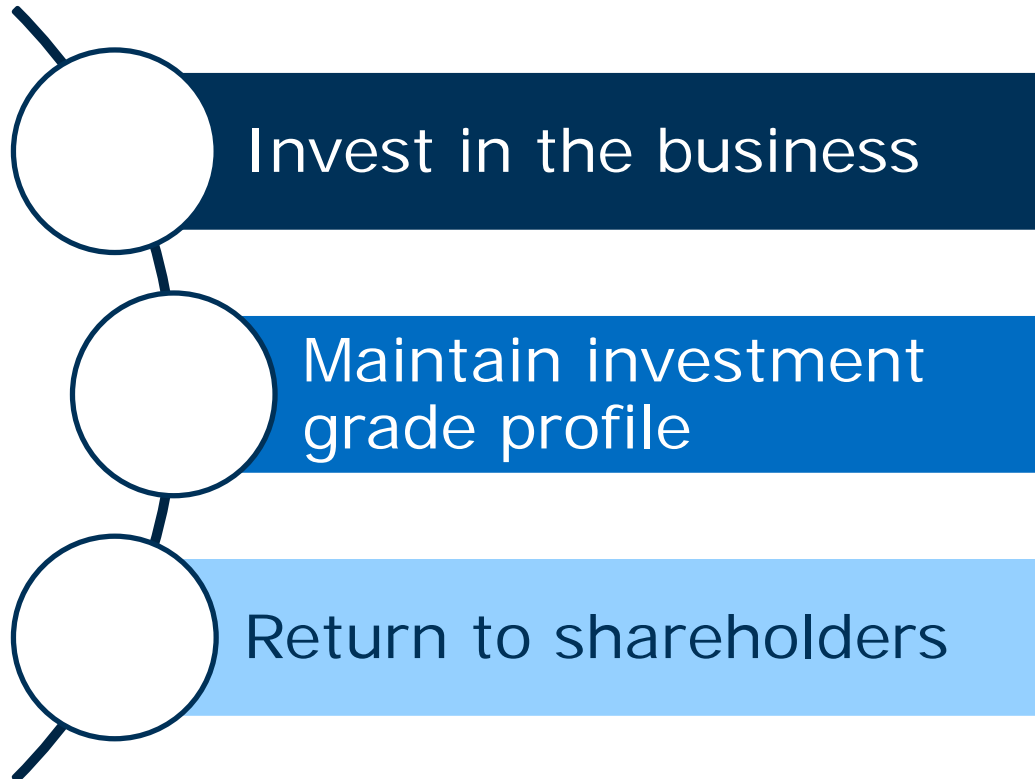 Invest in the business
Maintain investment
grade profile
Return to shareholders